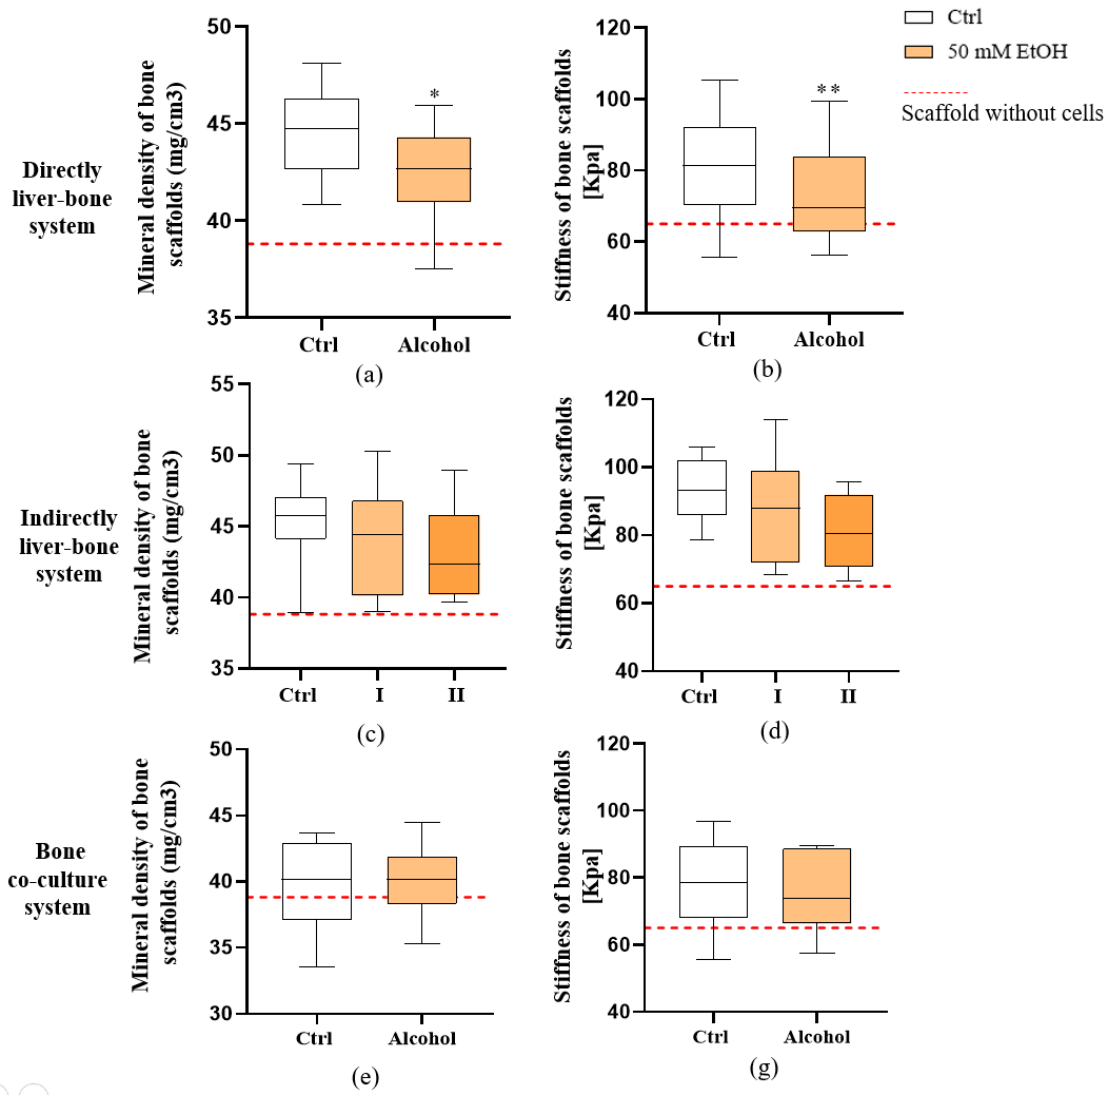 Ctrl
50 mM EtOH
Scaffold without cells
Directly
liver-bone
system
Mineral density of bone
scaffolds (mg/cm3)
50
45
40
35
*
Ctrl
Alcohol
(a)
Stiffness of bone scaffolds
[Kpa]
120
100
80
60
40
**
Ctrl
Alcohol
(b)
Indirectly
liver-bone
system
Mineral density of bone
scaffolds (mg/cm3)
55
50
45
40
35
Ctrl
I
II
(c)
Stiffness of bone scaffolds
[Kpa]
120
100
80
60
40
Ctrl
I
II
(d)
Bone
co-culture
system
Mineral density of bone
scaffolds (mg/cm3)
50
45
40
35
30
Ctrl
Alcohol
(e)
Stiffness of bone scaffolds
[Kpa]
120
100
80
60
40
Ctrl
Alcohol
(g)